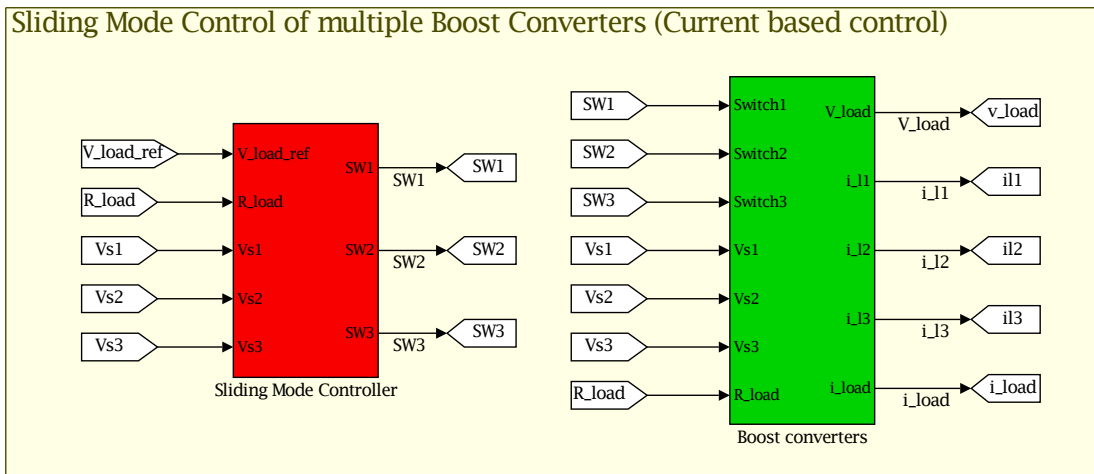 Sliding Mode Control of multiple Boost Converters (Current based control)
V_load_ref
R_load
Vs1
Vs2
Vs3
V_load_ref
R_load
Vs1
Vs2
Vs3
SW1
SW2
SW3
SW1
SW2
SW3
SW1
SW2
SW3
Sliding Mode Controller
SW1
SW2
SW3
Vs1
Vs2
Vs3
R_load
Switch1
Switch2
Switch3
Vs1
Vs2
Vs3
R_load
V_load
i_l1
i_l2
i_l3
i_load
V_load
i_l1
i_l2
i_l3
i_load
v_load
il1
il2
il3
i_load
Boost converters